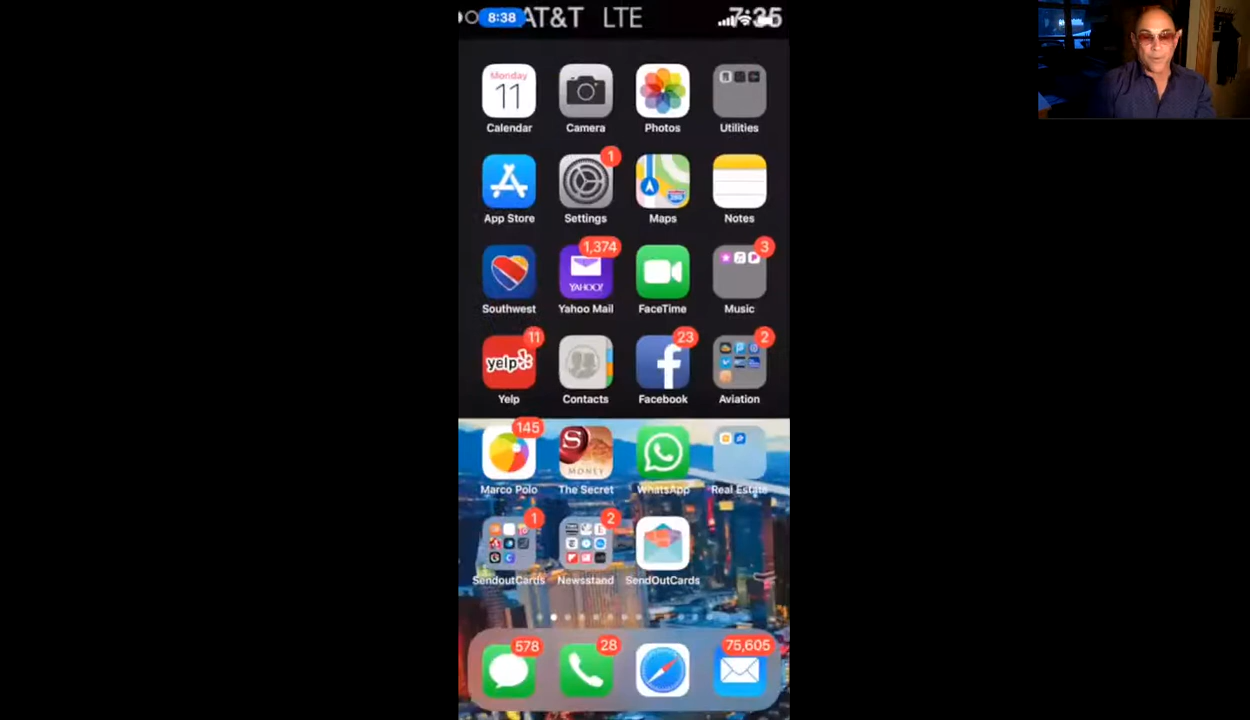 8:38 AT&T LTE 7:35
Monday
11
Calendar Camera Photos Utilities
1
App Store Settings Maps Notes
1,374 3
YAHOO!
Southwest Yahoo Mail FaceTime Music
11 23 2
yelp
Yelp Contacts Facebook Aviation
145
S
MONEY
Marco Polo The Secret WhatsApp Real Estate
1 2
SendoutCards Newsstand SendOutCards
578 28 75,605